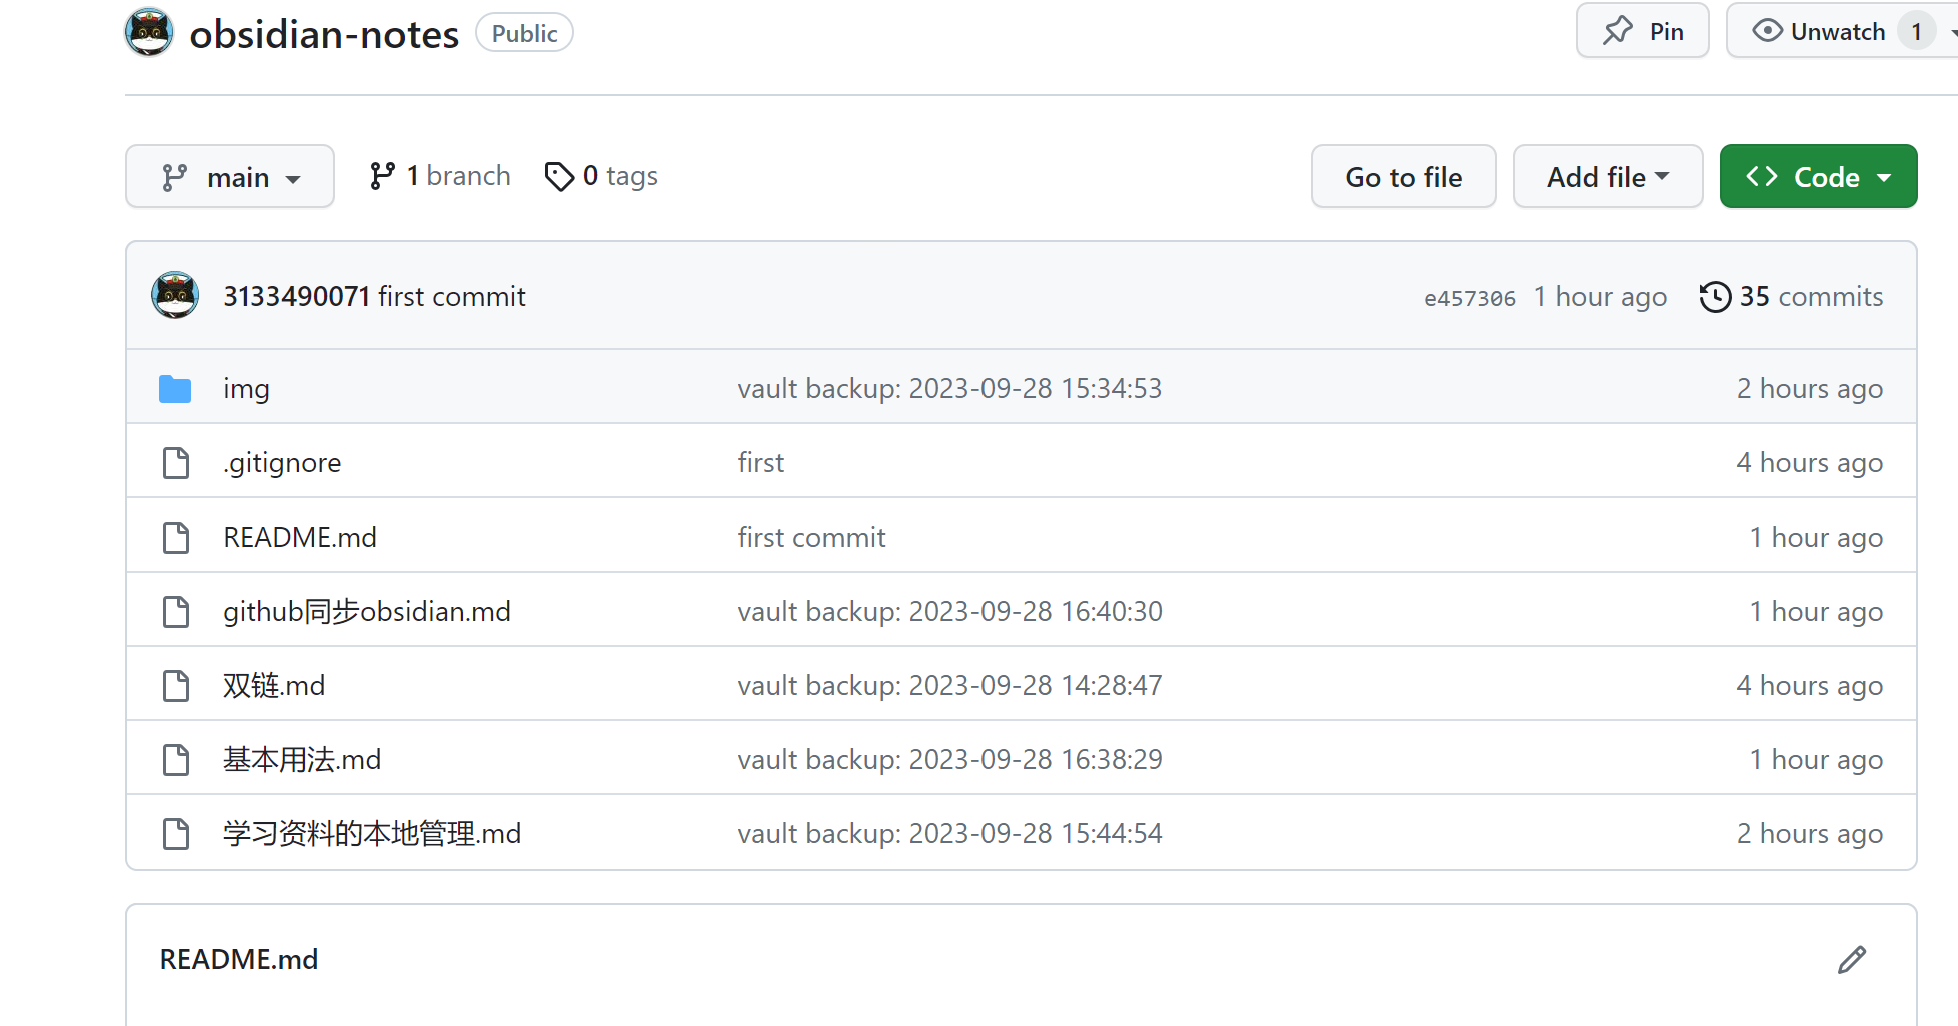 obsidian-notes Public Pin Unwatch 1
main 1 branch 0 tags Go to file Add file Code
3133490071 first commit e457306 1 hour ago 35 commits
img vault backup: 2023-09-28 15:34:53 2 hours ago
.gitignore first 4 hours ago
README.md first commit 1 hour ago
github同步obsidian.md vault backup: 2023-09-28 16:40:30 1 hour ago
双链.md vault backup: 2023-09-28 14:28:47 4 hours ago
基本用法.md vault backup: 2023-09-28 16:38:29 1 hour ago
学习资料的本地管理.md vault backup: 2023-09-28 15:44:54 2 hours ago
README.md